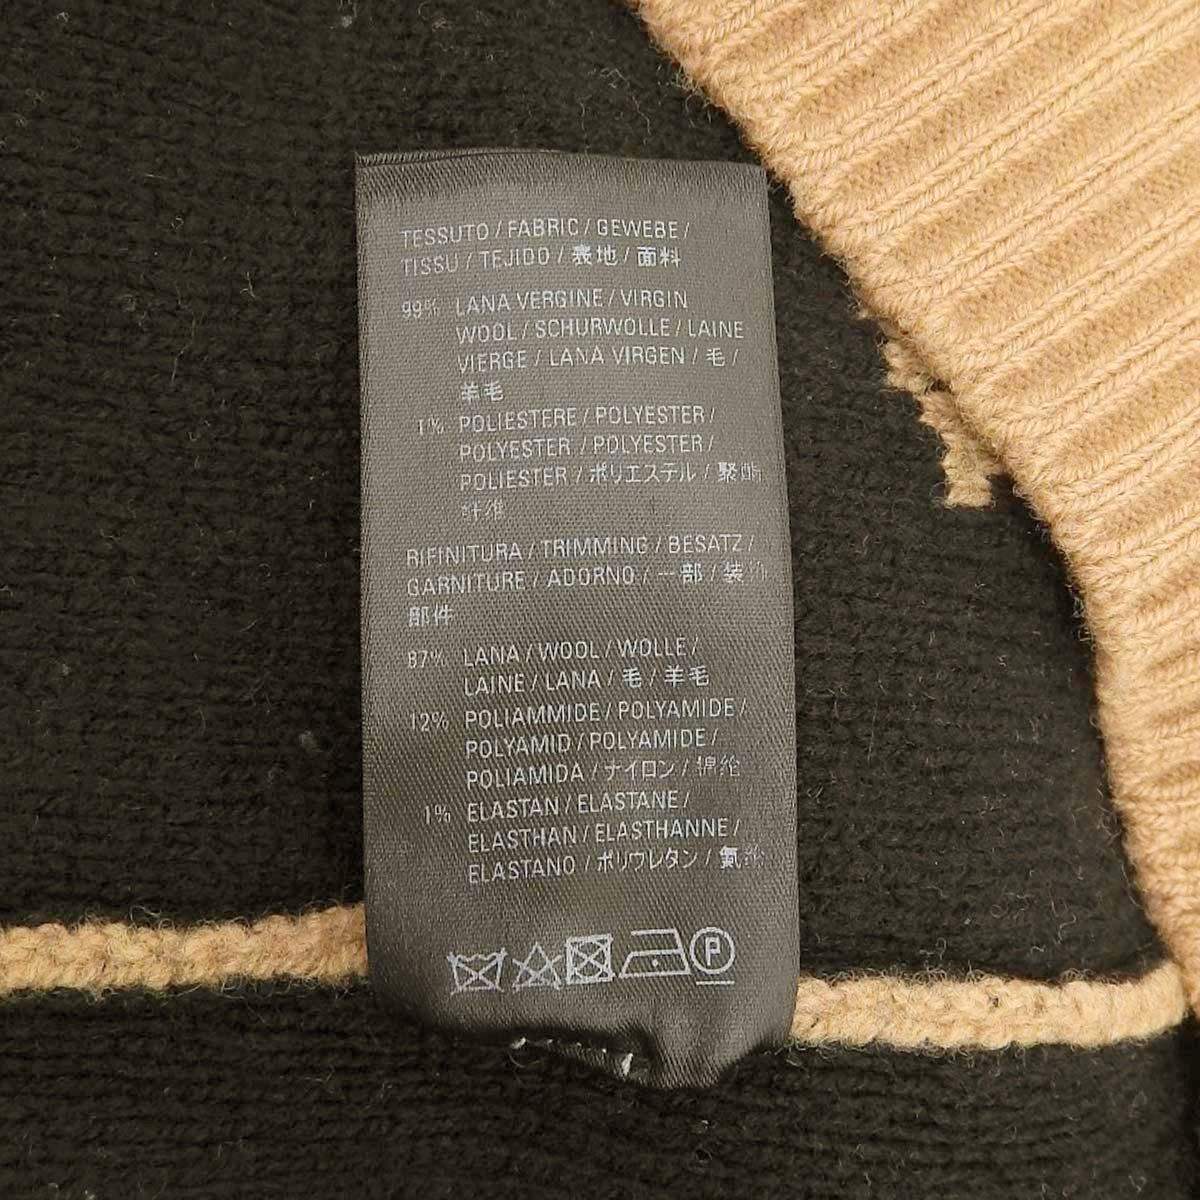 TESSUTO / FABRIC / GEWEBE /
TISSU / TEJIDO / 表地 / 面料
99% LANA VERGINE / VIRGIN
WOOL / SCHURWOLLE / LAINE
VIERGE / LANA VIRGEN / 毛 /
羊毛
1% POLIESTERE / POLYESTER /
POLYESTER / POLYESTER /
POLIESTER / ポリエステル / 聚酯
RIFINITURA / TRIMMING / BESATZ /
GARNITURE / ADORNO / 一部 / 装饰
部件
87% LANA / WOOL / WOLLE /
LAINE / LANA / 毛 / 羊毛
12% POLIAMMIDE / POLYAMIDE /
POLYAMID / POLYAMIDE /
POLIAMIDA / ナイロン / 锦纶
1% ELASTAN / ELASTANE /
ELASTHAN / ELASTHANNE /
ELASTANO / ポリウレタン / 氨纶
P